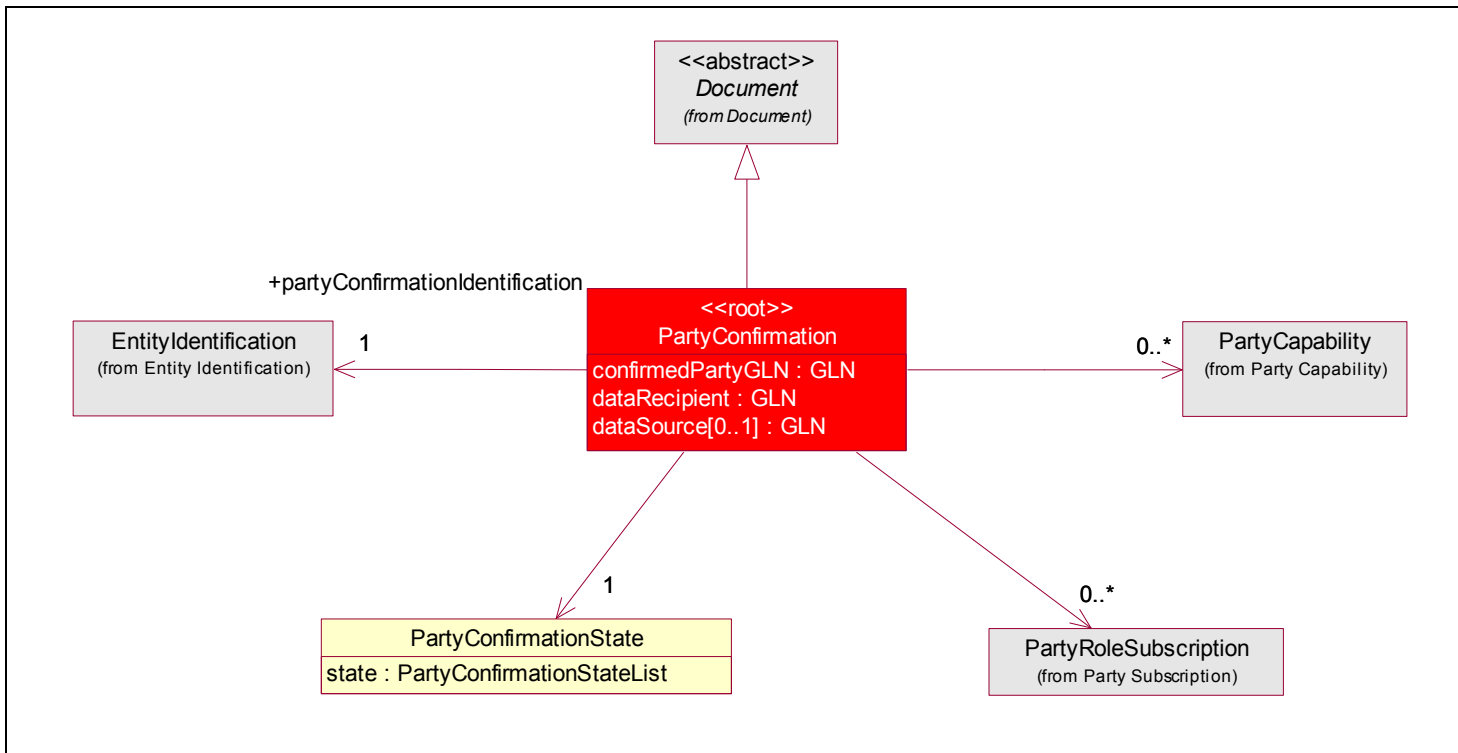 <<abstract>>
Document
(from Document)
+partyConfirmationIdentification
<<root>>
PartyConfirmation
confirmedPartyGLN : GLN
dataRecipient : GLN
dataSource[0..1] : GLN
EntityIdentification
(from Entity Identification)
1
0..*
PartyCapability
(from Party Capability)
1
0..*
PartyConfirmationState
state : PartyConfirmationStateList
PartyRoleSubscription
(from Party Subscription)